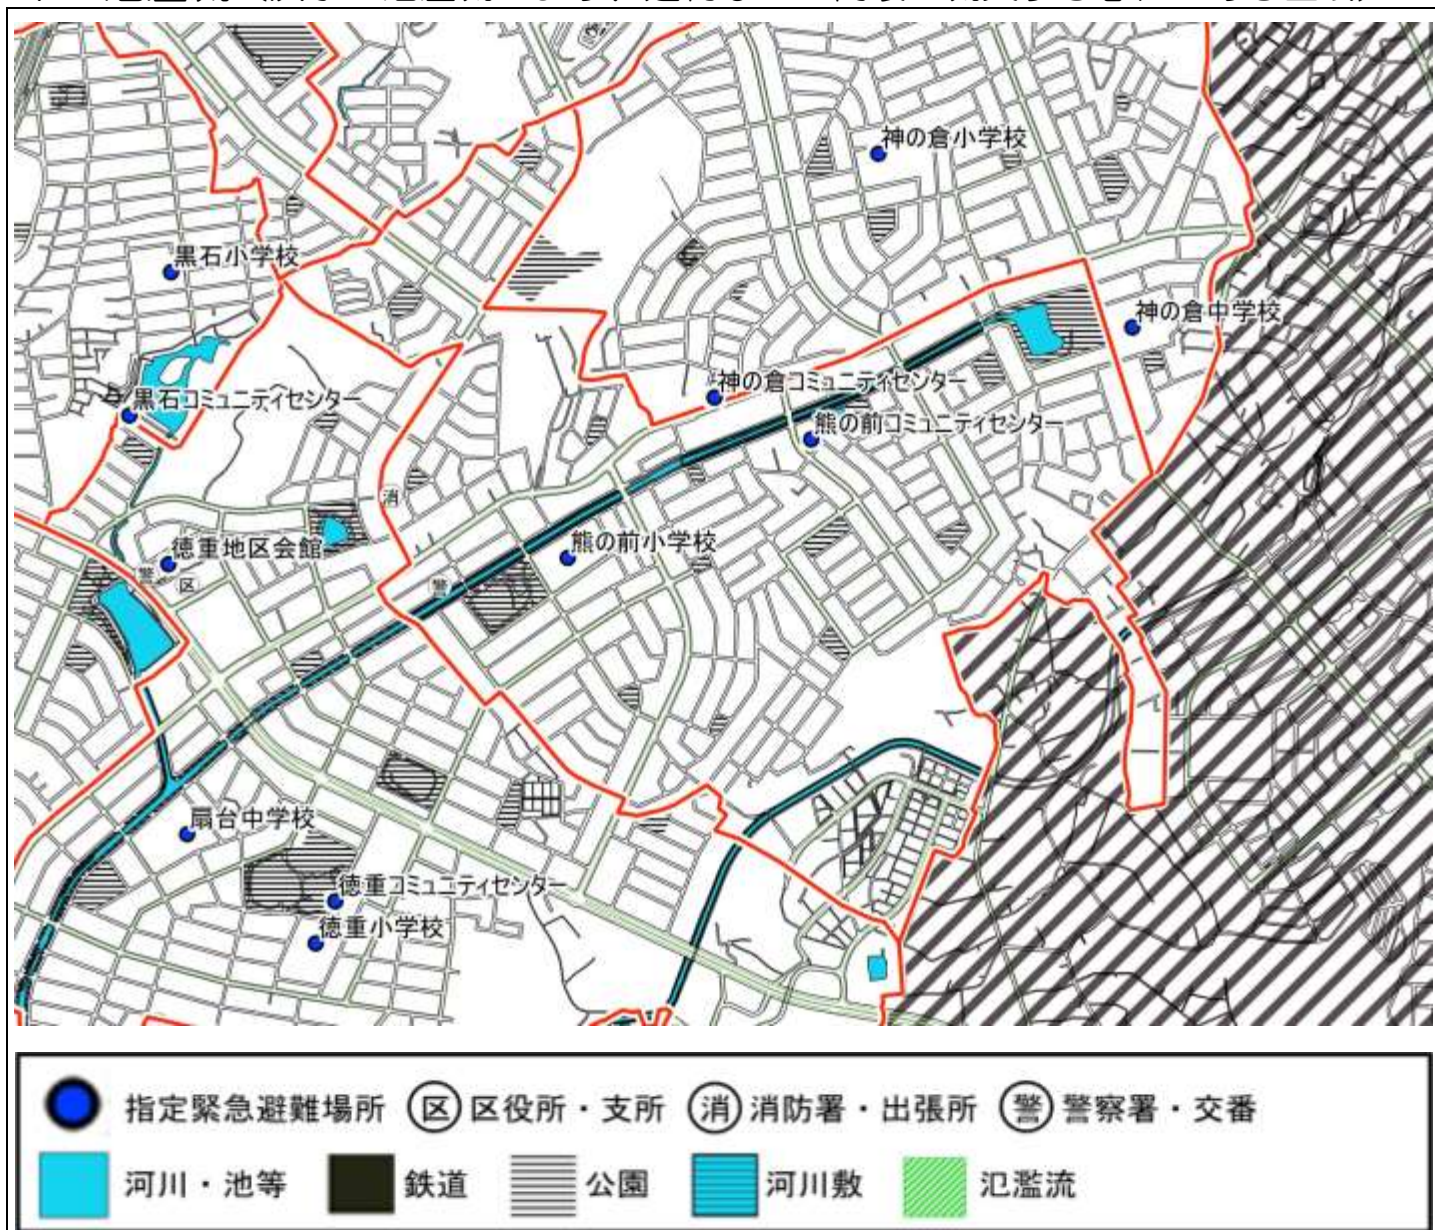 神の倉小学校
黒石小学校
神の倉中学校
神の倉コミュニティセンター
黒石コミュニティセンター
熊の前コミュニティセンター
消
徳重地区会館
熊の前小学校
警
区
警
扇台中学校
徳重コミュニティセンター
徳重小学校
指定緊急避難場所 区 区役所・支所 消 消防署・出張所 警 警察署・交番
河川・池等 鉄道 公園 河川敷 氾濫流